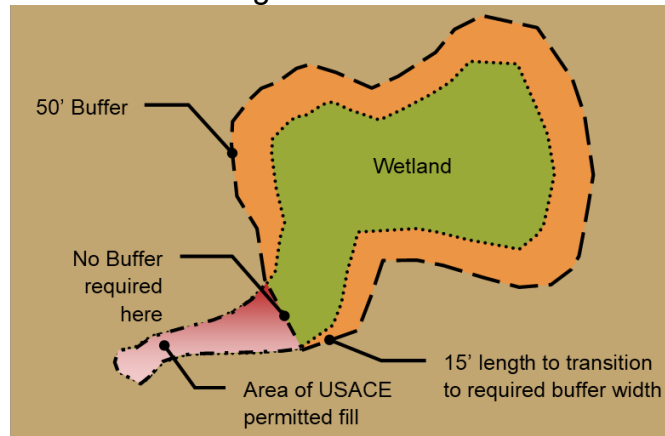 50' Buffer
Wetland
No Buffer
required
here
15' length to transition
to required buffer width
Area of USACE
permitted fill